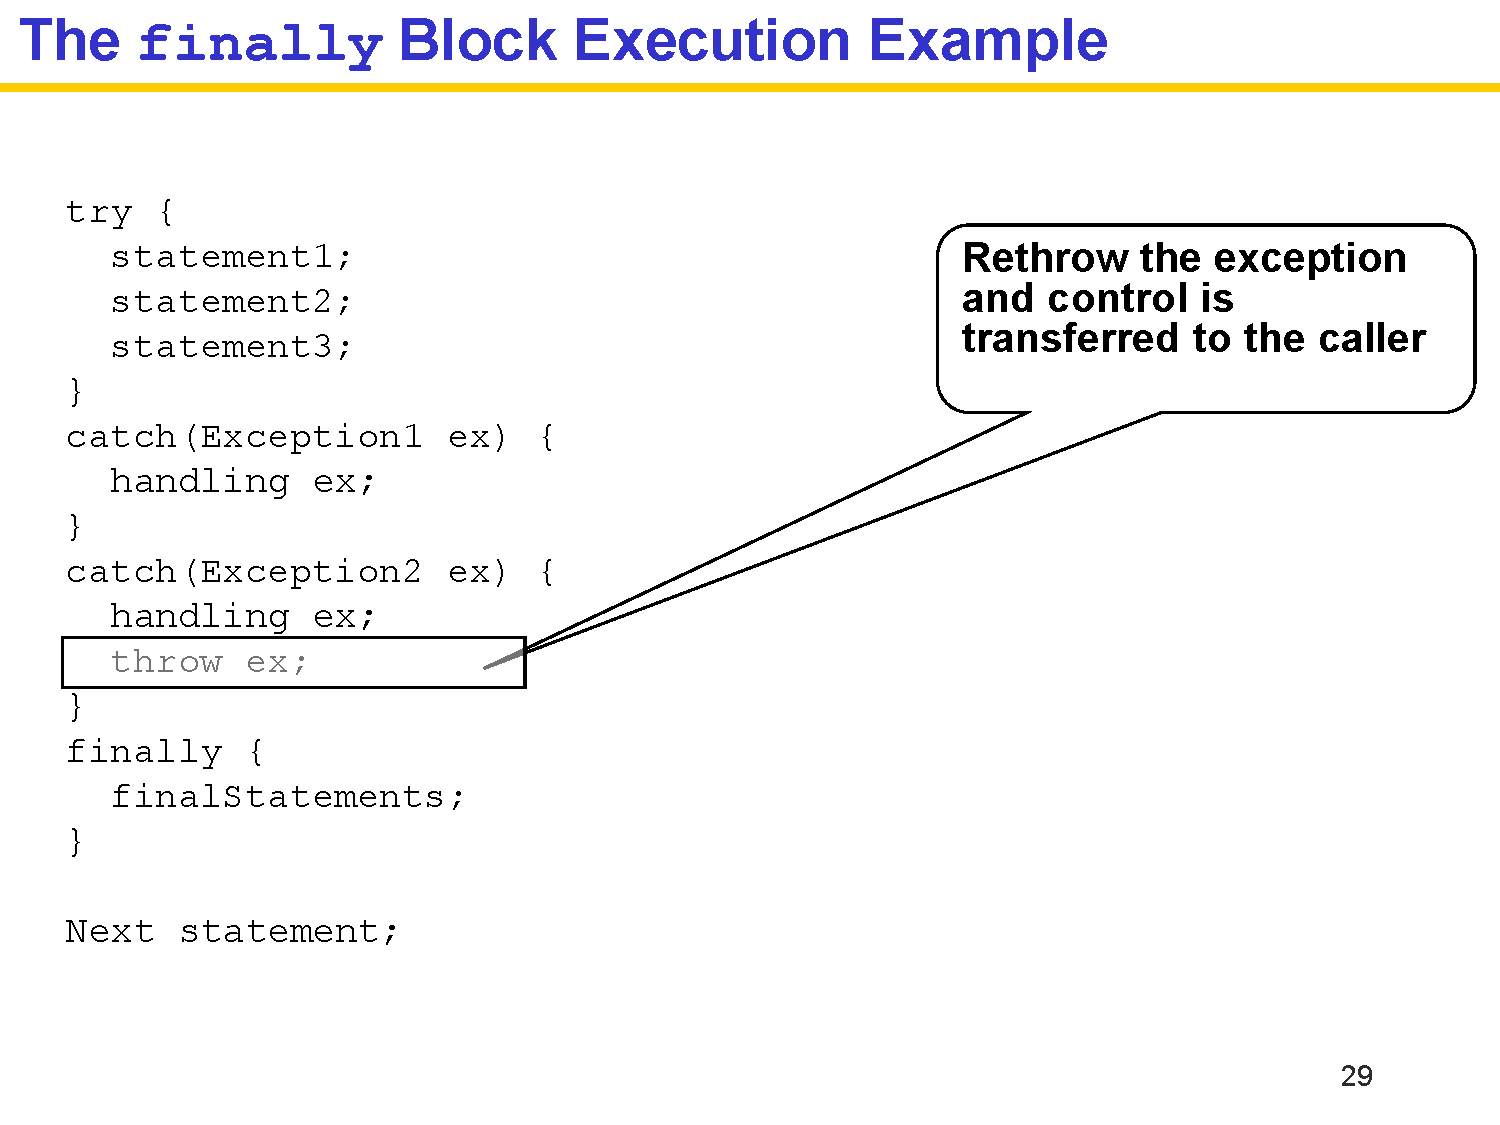 The finally Block Execution Example
try {
statement1;
statement2;
statement3;
}
catch(Exception1 ex) {
handling ex;
}
catch(Exception2 ex) {
handling ex;
throw ex;
}
finally {
finalStatements;
}
Next statement;
Rethrow the exception
and control is
transferred to the caller
29